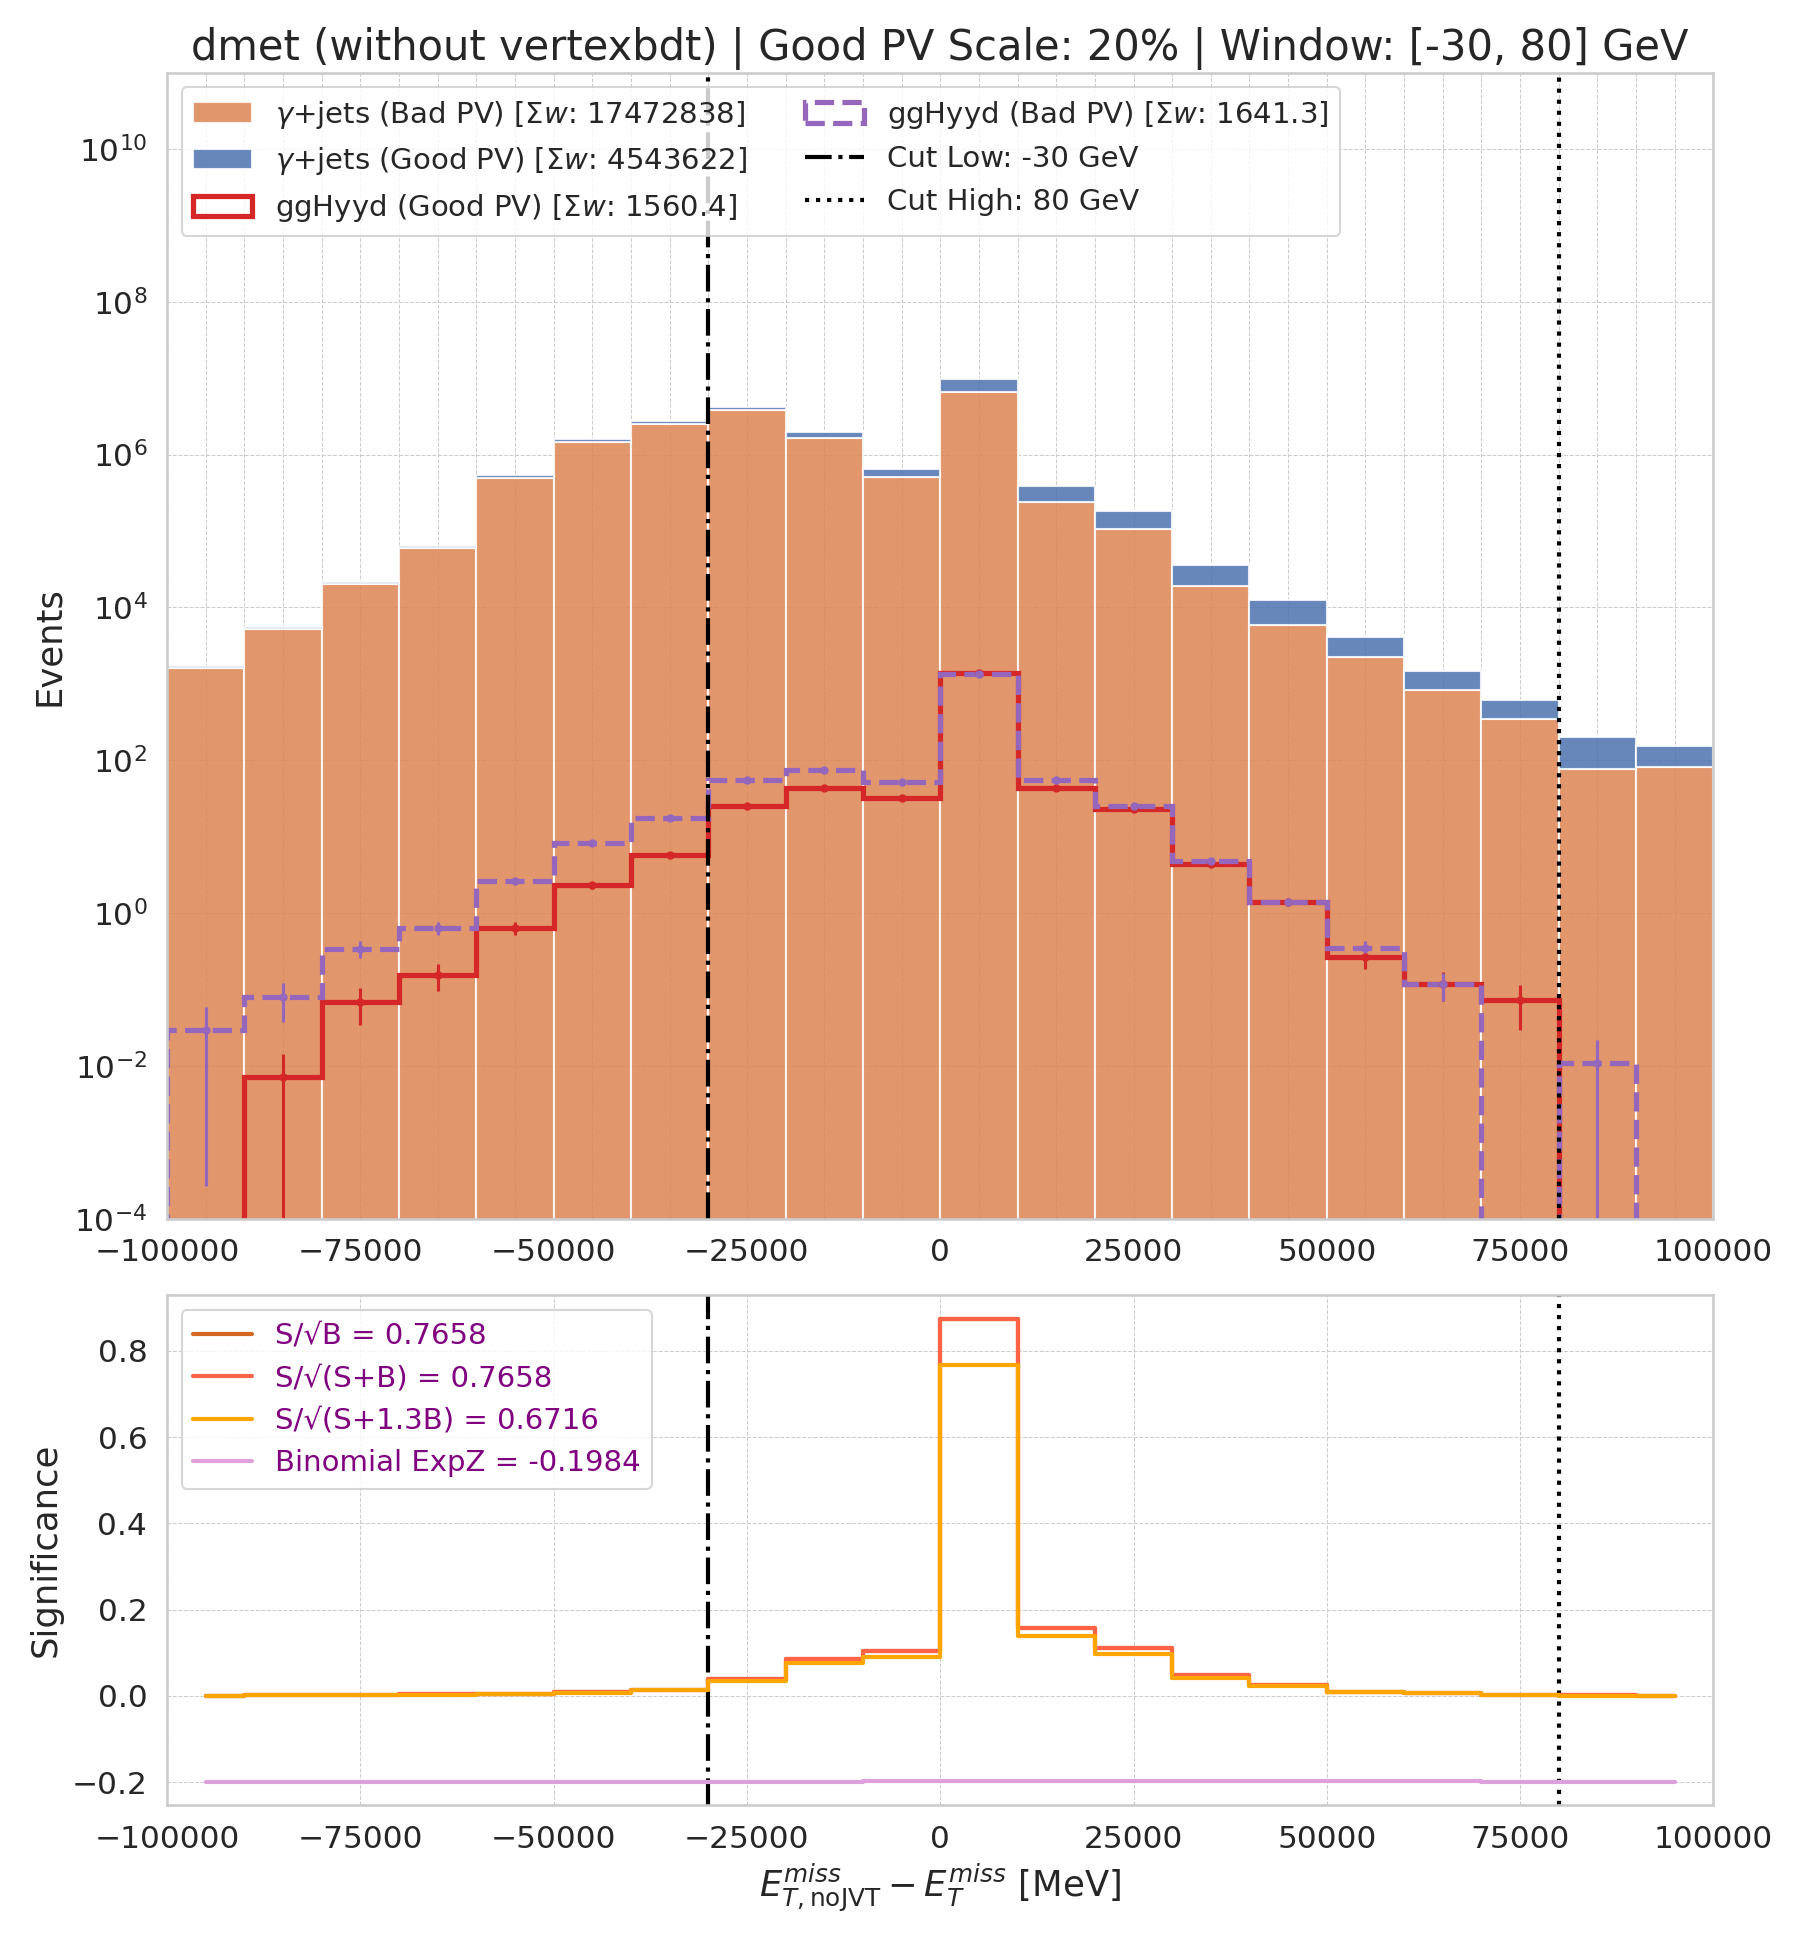 dmet (without vertexbdt) | Good PV Scale: 20% | Window: [-30, 80] GeV
γ+jets (Bad PV) [Σw: 17472838]
γ+jets (Good PV) [Σw: 4543622]
ggHyyd (Good PV) [Σw: 1560.4]
ggHyyd (Bad PV) [Σw: 1641.3]
Cut Low: -30 GeV
Cut High: 80 GeV
Events
10^10
10^8
10^6
10^4
10^2
10^0
10^−2
10^−4
−100000 −75000 −50000 −25000 0 25000 50000 75000 100000
S/√B = 0.7658
S/√(S+B) = 0.7658
S/√(S+1.3B) = 0.6716
Binomial ExpZ = -0.1984
Significance
0.8
0.6
0.4
0.2
0.0
−0.2
−100000 −75000 −50000 −25000 0 25000 50000 75000 100000
E_{T,noJVT}^{miss} − E_T^{miss} [MeV]